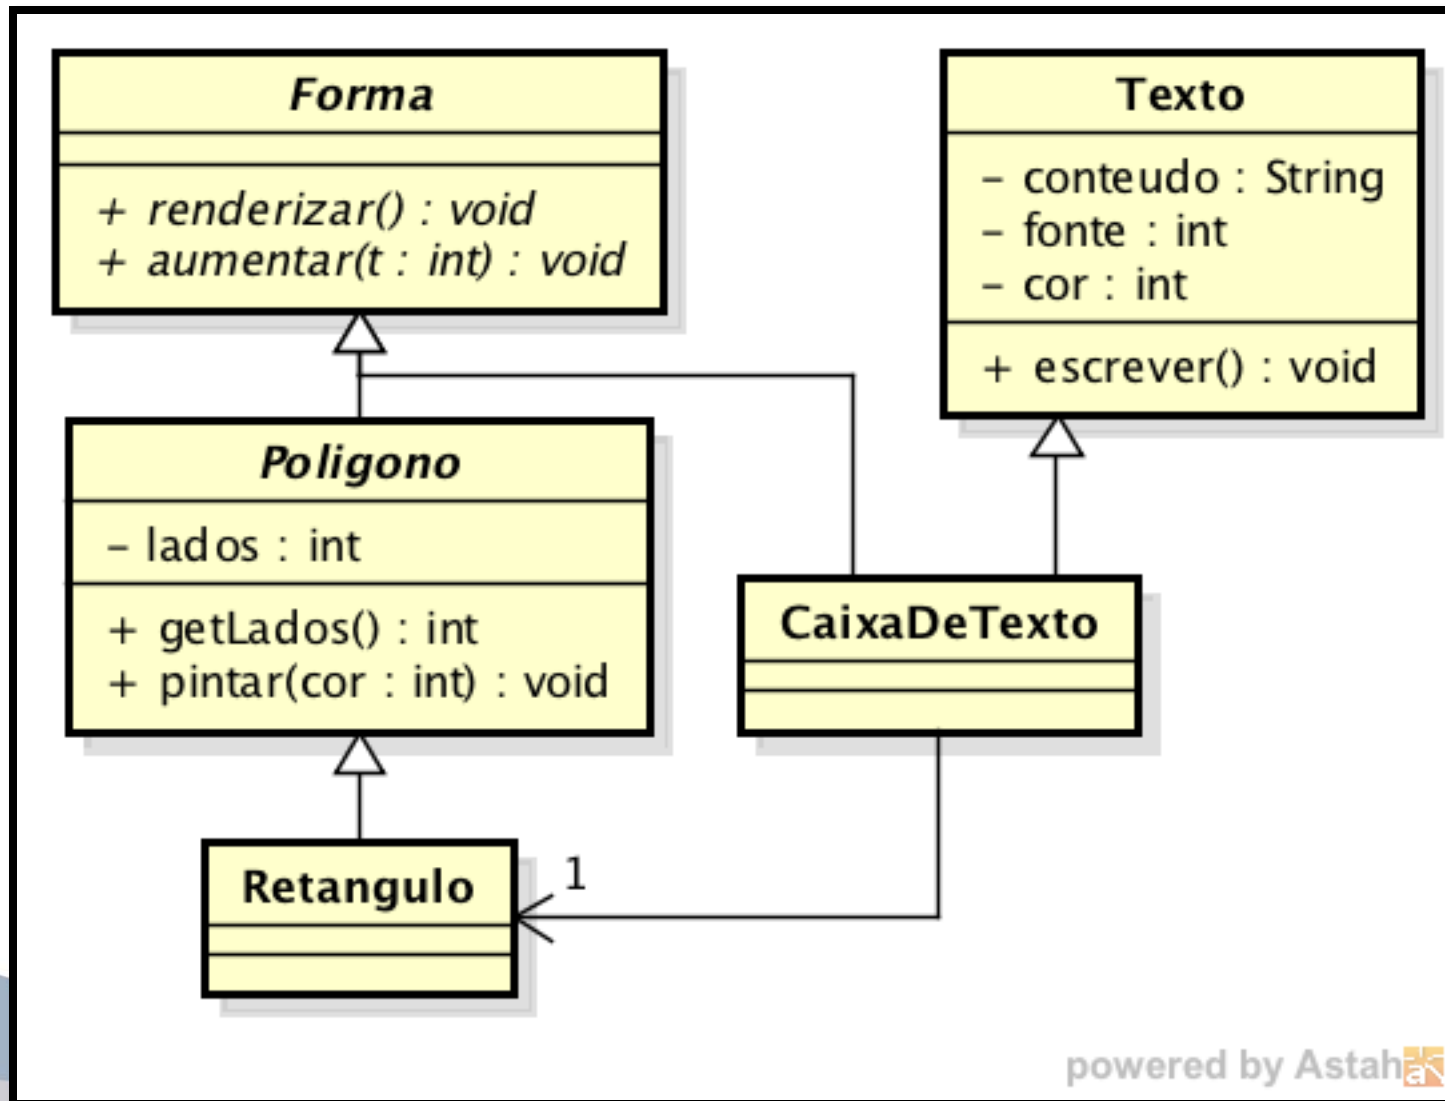 Forma
+ renderizar() : void
+ aumentar(t : int) : void
Texto
– conteudo : String
– fonte : int
– cor : int
+ escrever() : void
Poligono
– lados : int
+ getLados() : int
+ pintar(cor : int) : void
CaixaDeTexto
Retangulo
1
powered by Astah